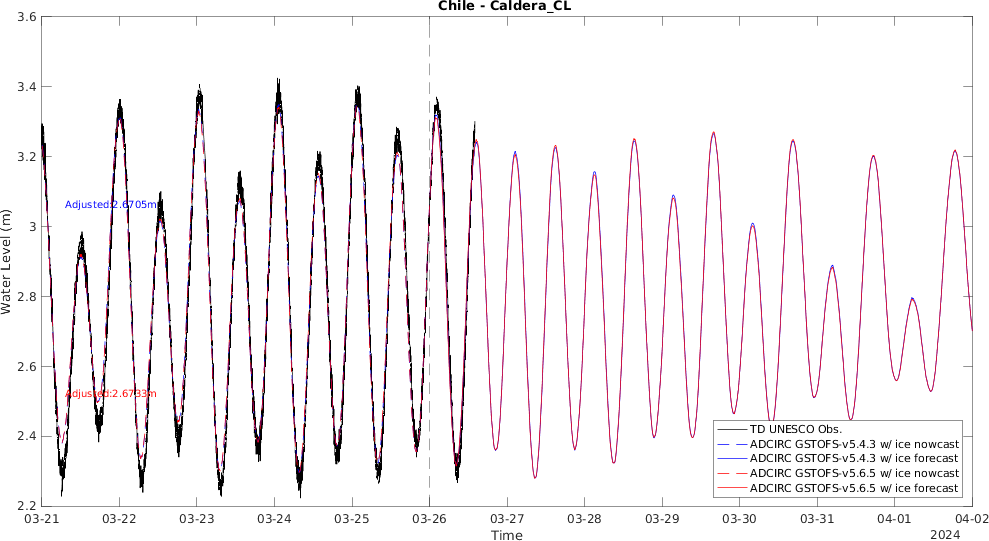 Chile - Caldera_CL
3.6
3.4
3.2
3
2.8
2.6
2.4
2.2
Water Level (m)
Adjusted:2.6705m
Adjusted:2.6733m
TD UNESCO Obs.
ADCIRC GSTOFS-v5.4.3 w/ ice nowcast
ADCIRC GSTOFS-v5.4.3 w/ ice forecast
ADCIRC GSTOFS-v5.6.5 w/ ice nowcast
ADCIRC GSTOFS-v5.6.5 w/ ice forecast
03-21 03-22 03-23 03-24 03-25 03-26 03-27 03-28 03-29 03-30 03-31 04-01 04-02
Time
2024